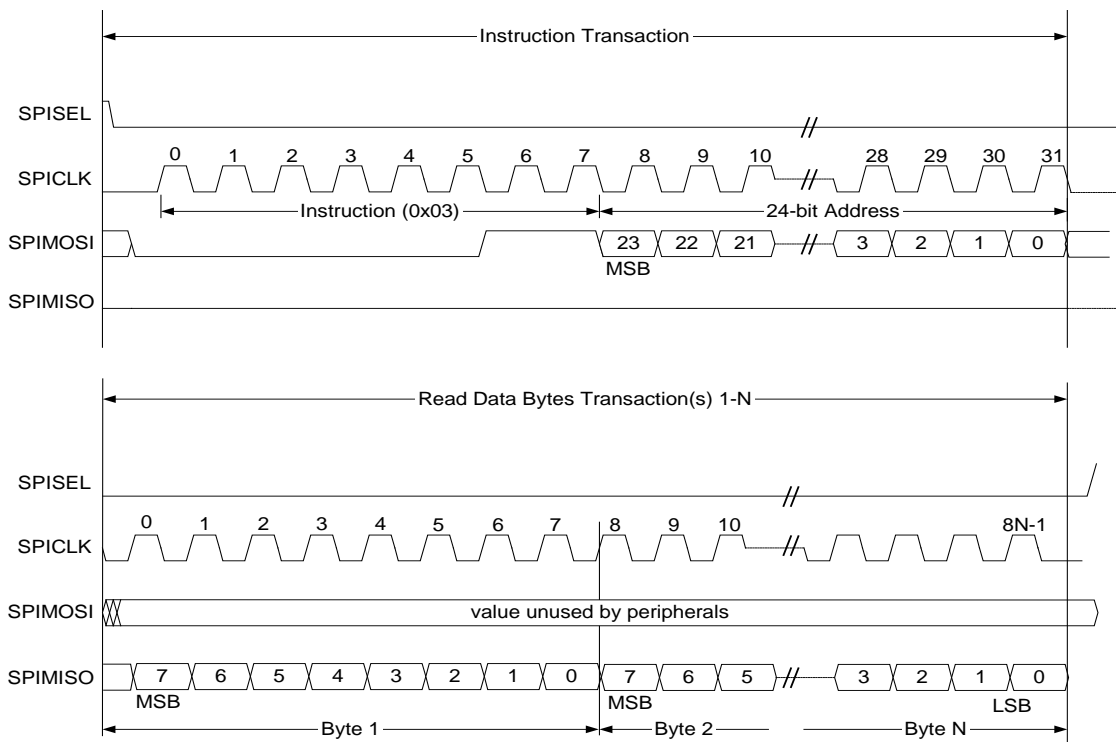 Instruction Transaction
SPISEL
0 1 2 3 4 5 6 7 8 9 10 28 29 30 31
SPICLK
Instruction (0x03) 24-bit Address
SPIMOSI 23 22 21 3 2 1 0
MSB
SPIMISO
Read Data Bytes Transaction(s) 1-N
SPISEL
0 1 2 3 4 5 6 7 8 9 10 8N-1
SPICLK
SPIMOSI value unused by peripherals
SPIMISO 7 6 5 4 3 2 1 0 7 6 5 3 2 1 0
MSB MSB LSB
Byte 1 Byte 2 Byte N